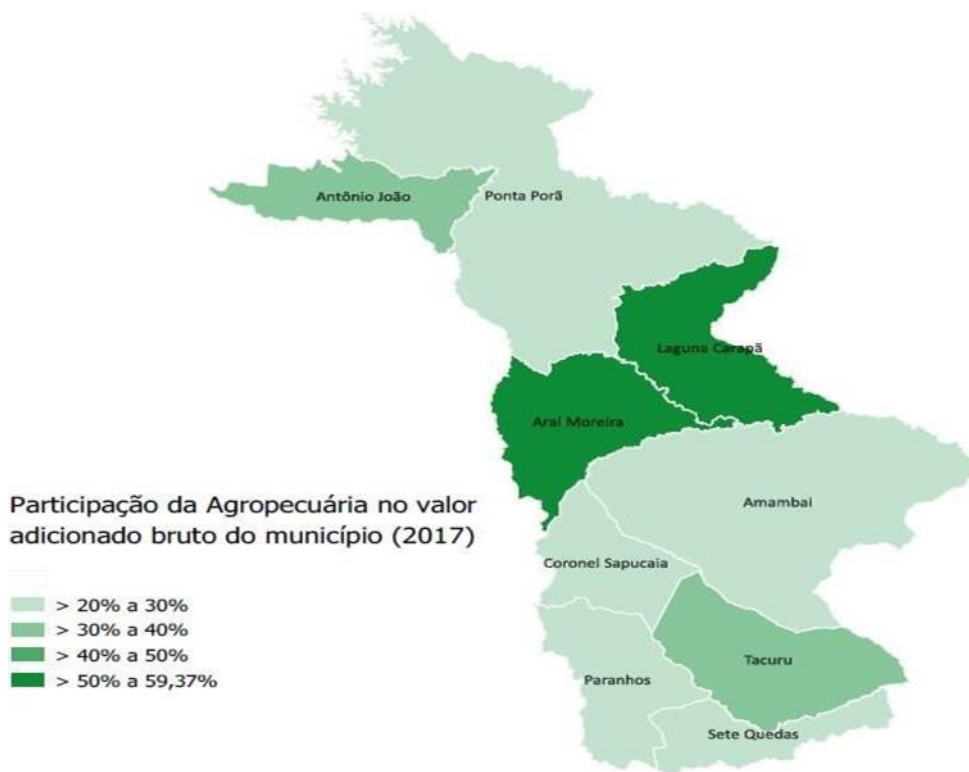 Antônio João
Ponta Porã
Laguna Carapã
Aral Moreira
Amambai
Coronel Sapucaia
Tacuru
Paranhos
Sete Quedas
Participação da Agropecuária no valor
adicionado bruto do município (2017)
> 20% a 30%
> 30% a 40%
> 40% a 50%
> 50% a 59,37%